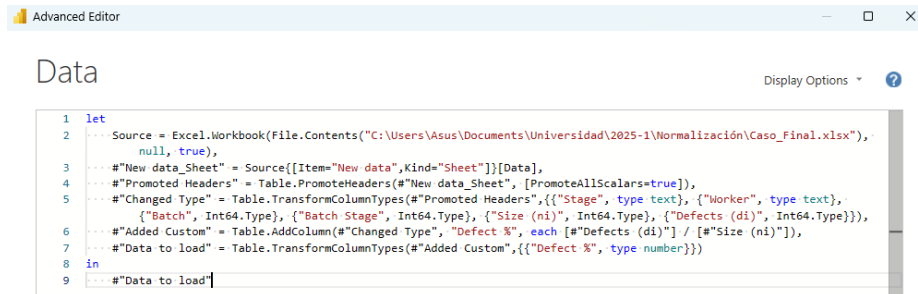 Advanced Editor
Data
Display Options
1 let
2 Source = Excel.Workbook(File.Contents("C:\Users\Asus\Documents\Universidad\2025-1\Normalización\Caso_Final.xlsx"),
null, true),
3 #"New data_Sheet" = Source{[Item="New data",Kind="Sheet"]}[Data],
4 #"Promoted Headers" = Table.PromoteHeaders(#"New data_Sheet", [PromoteAllScalars=true]),
5 #"Changed Type" = Table.TransformColumnTypes(#"Promoted Headers",{{"Stage", type text}, {"Worker", type text},
{"Batch", Int64.Type}, {"Batch Stage", Int64.Type}, {"Size (ni)", Int64.Type}, {"Defects (di)", Int64.Type}}),
6 #"Added Custom" = Table.AddColumn(#"Changed Type", "Defect %", each [#"Defects (di)"] / [#"Size (ni)"]),
7 #"Data to load" = Table.TransformColumnTypes(#"Added Custom",{{"Defect %", type number}})
8 in
9 #"Data to load"